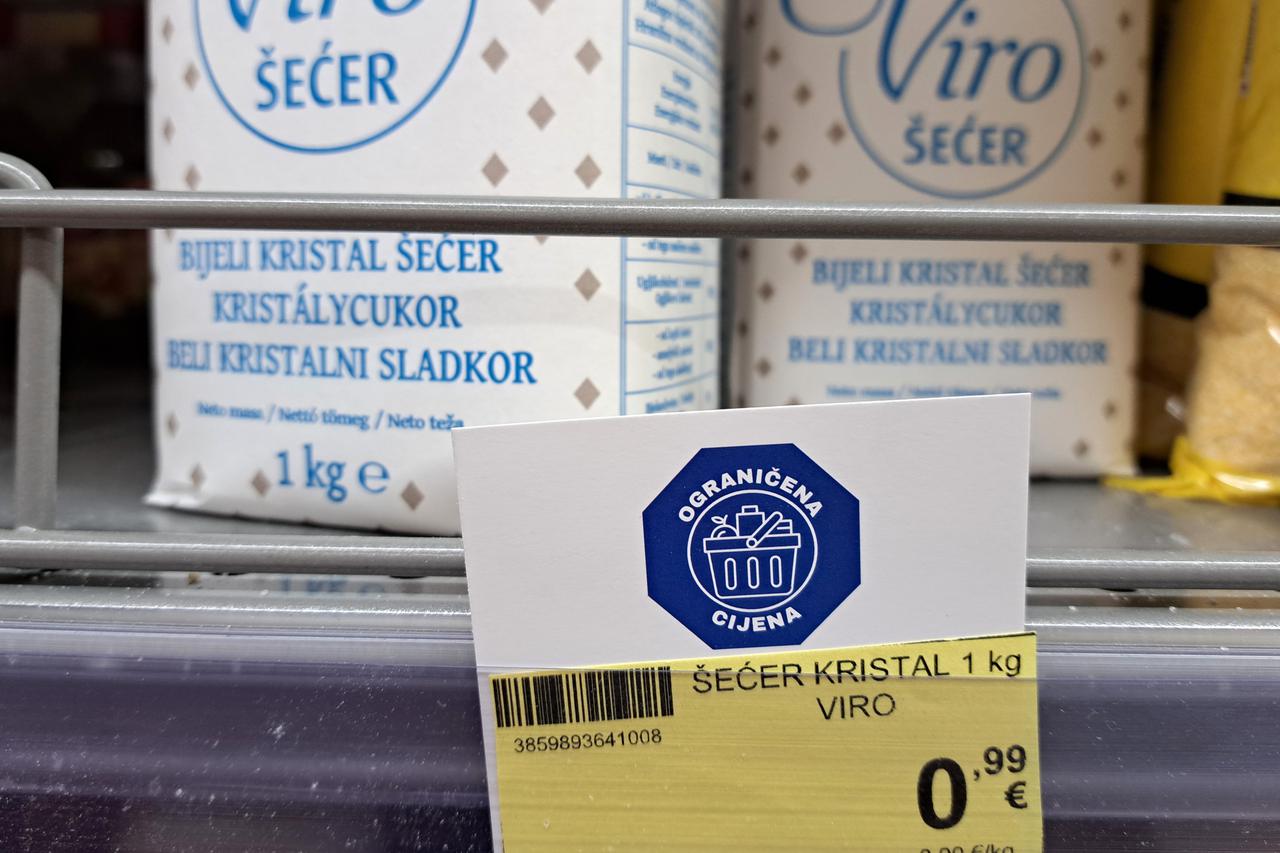 Viro
ŠEĆER
BIJELI KRISTAL ŠEĆER
KRISTÁLYCUKOR
BELI KRISTALNI SLADKOR
Neto masa / Nettó tömeg / Neto teža
1 kg ℮
Viro
ŠEĆER
BIJELI KRISTAL ŠEĆER
KRISTÁLYCUKOR
BELI KRISTALNI SLADKOR
OGRANIČENA
CIJENA
ŠEĆER KRISTAL 1 kg
VIRO
3859893641008
0,99
€